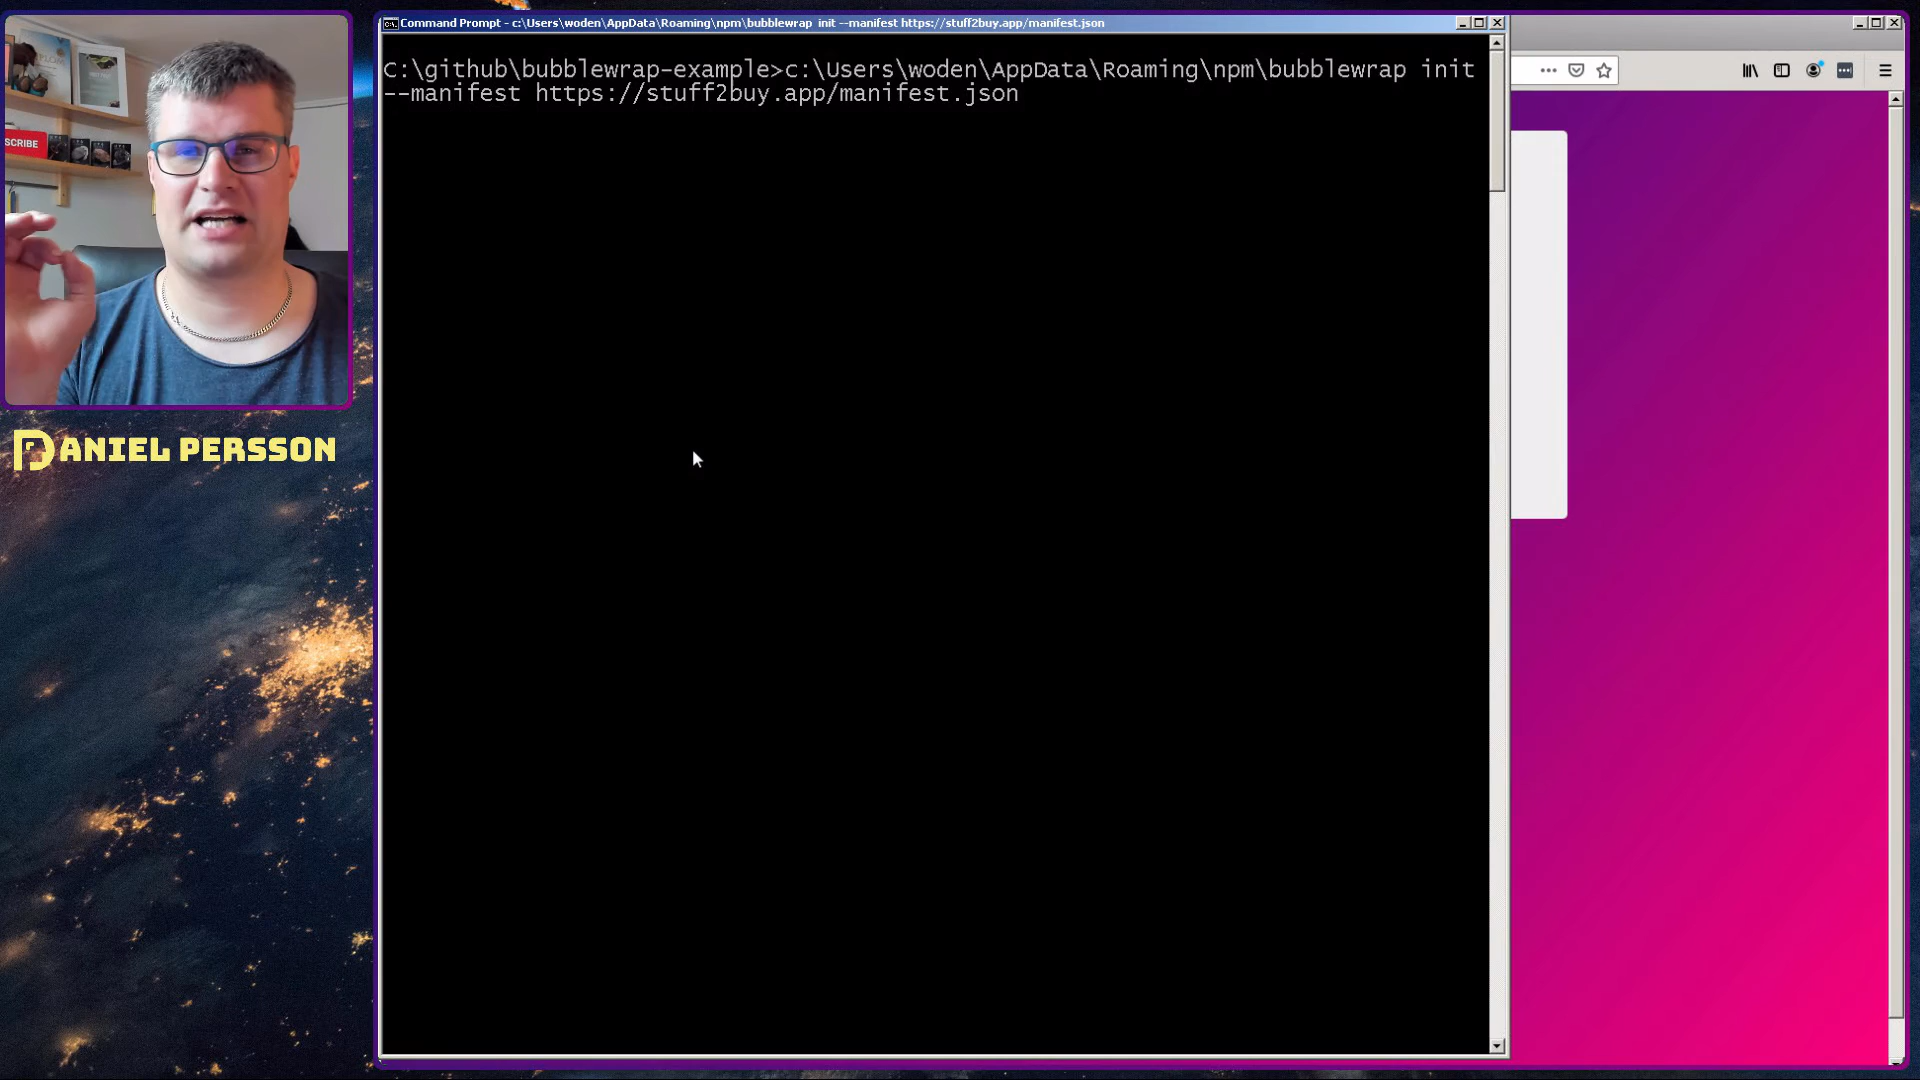 Command Prompt - c:\Users\woden\AppData\Roaming\npm\bubblewrap init --manifest https://stuff2buy.app/manifest.json
C:\github\bubblewrap-example>c:\Users\woden\AppData\Roaming\npm\bubblewrap init
--manifest https://stuff2buy.app/manifest.json
SCRIBE
DANIEL PERSSON